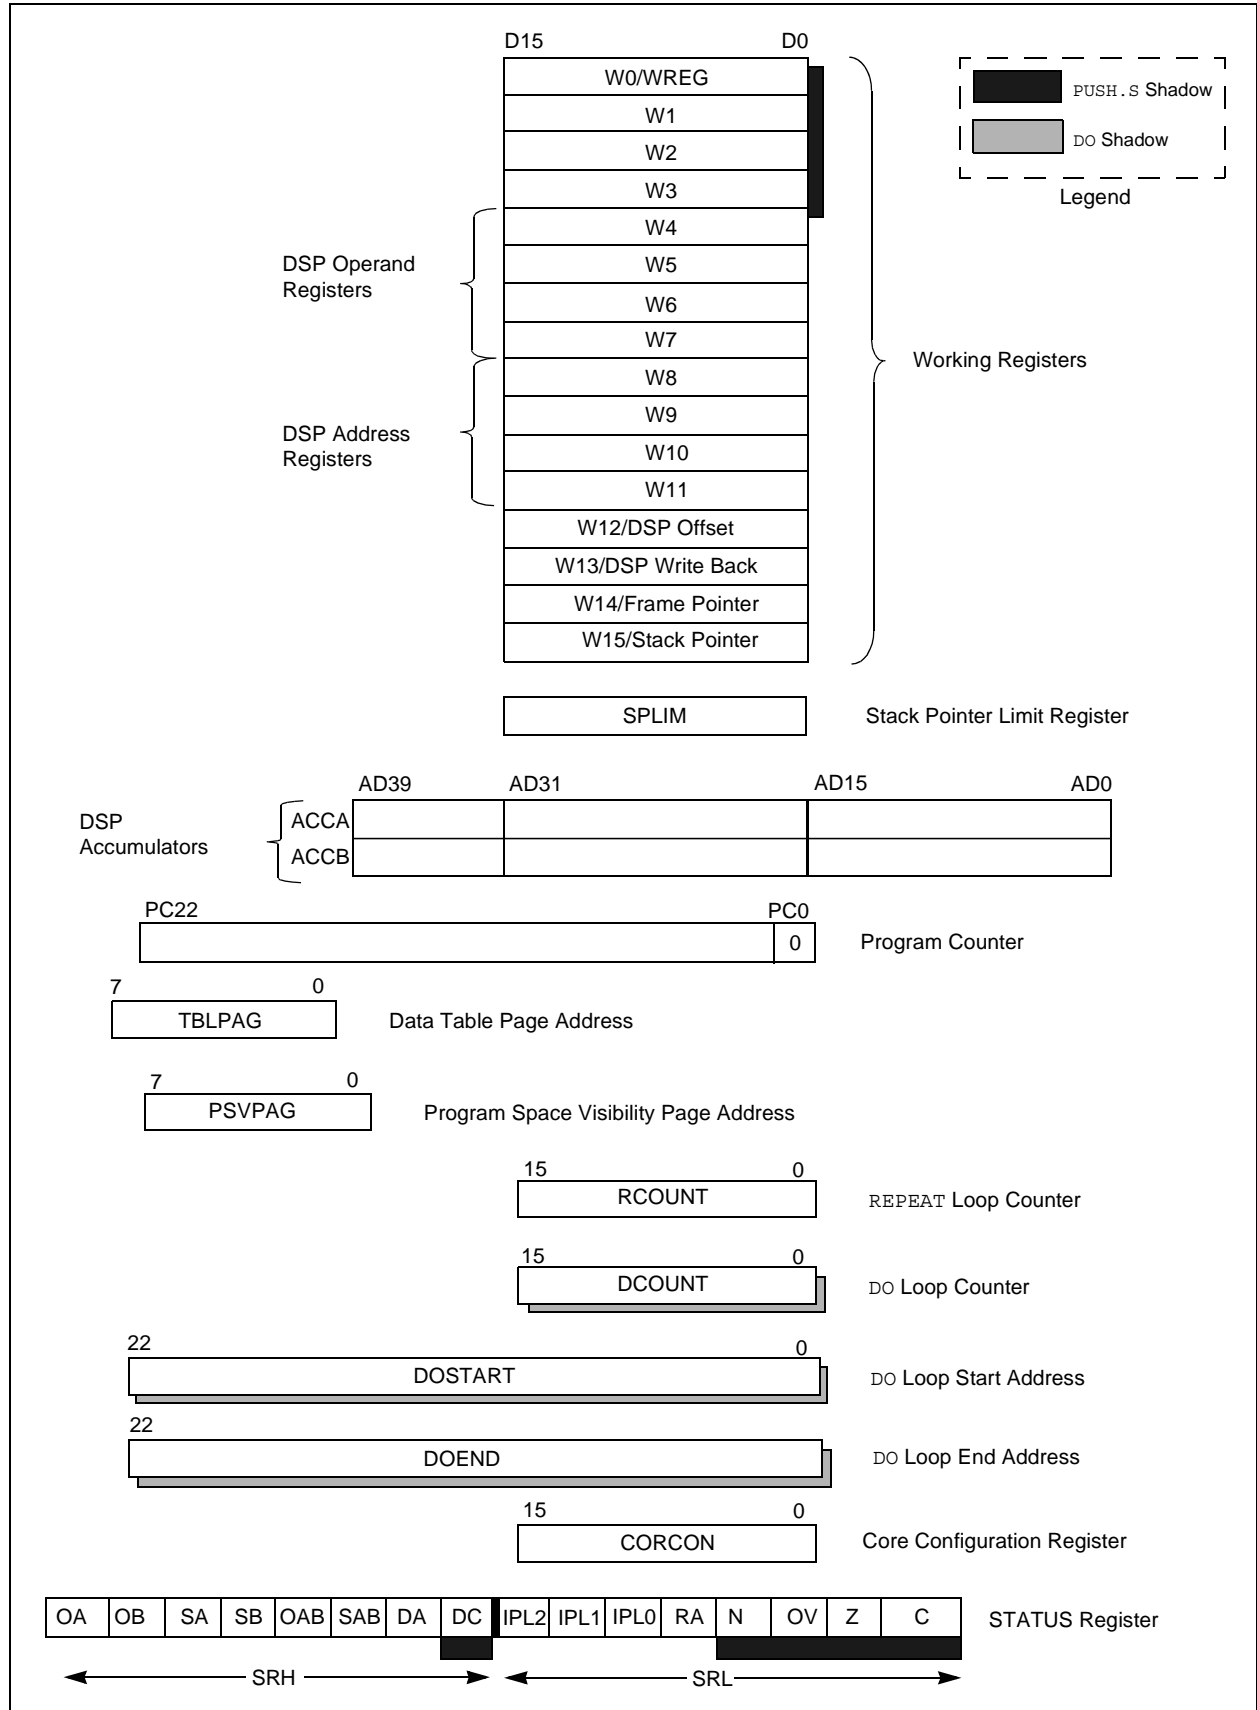 D15 D0
W0/WREG
W1
W2
W3
W4
W5
W6
W7
W8
W9
W10
W11
W12/DSP Offset
W13/DSP Write Back
W14/Frame Pointer
W15/Stack Pointer
PUSH.S Shadow
DO Shadow
Legend
DSP Operand
Registers
DSP Address
Registers
Working Registers
SPLIM Stack Pointer Limit Register
AD39 AD31 AD15 AD0
DSP
Accumulators
ACCA
ACCB
PC22 PC0
0 Program Counter
7 0
TBLPAG Data Table Page Address
7 0
PSVPAG Program Space Visibility Page Address
15 0
RCOUNT REPEAT Loop Counter
15 0
DCOUNT DO Loop Counter
22 0
DOSTART DO Loop Start Address
22
DOEND DO Loop End Address
15 0
CORCON Core Configuration Register
OA OB SA SB OAB SAB DA DC IPL2 IPL1 IPL0 RA N OV Z C STATUS Register
SRH SRL